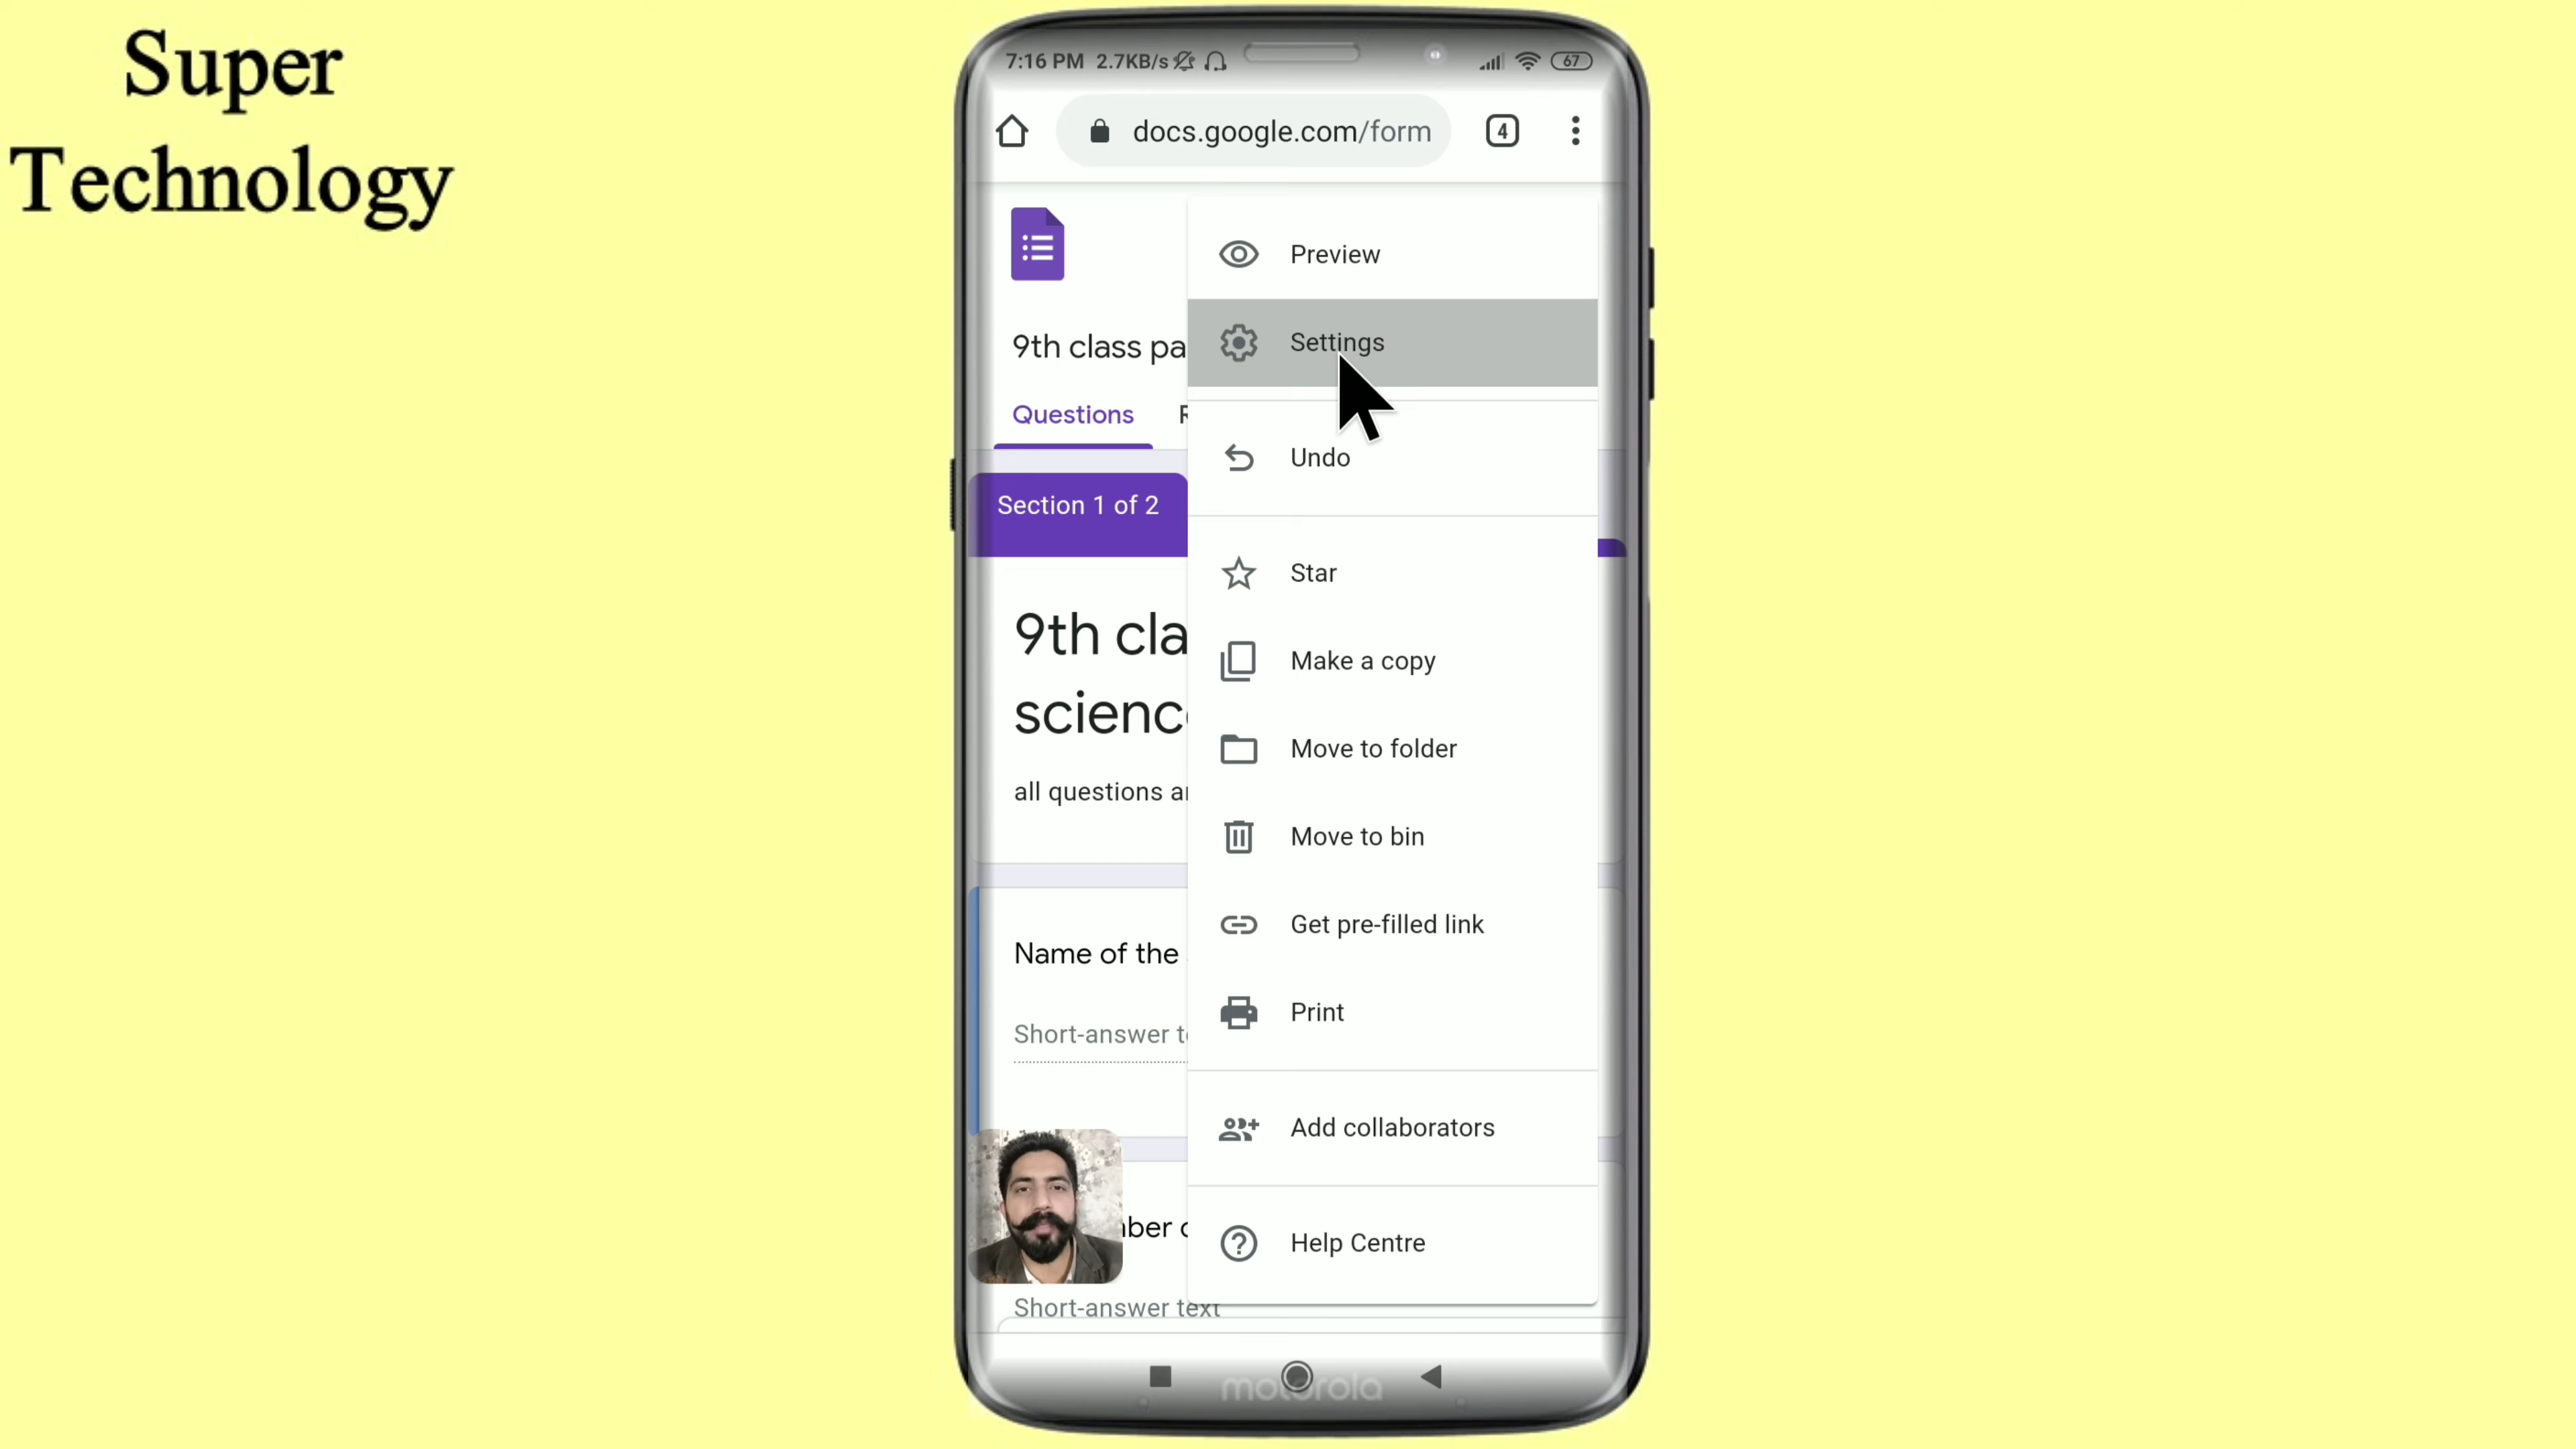 Super
Technology
7:16 PM 2.7KB/s
67
docs.google.com/form
4
Preview
9th class pa
Settings
Questions
Undo
Section 1 of 2
Star
9th cla
Make a copy
science
Move to folder
all questions a
Move to bin
Get pre-filled link
Name of the
Print
Short-answer t
Add collaborators
ber
Help Centre
Short-answer text
motorola